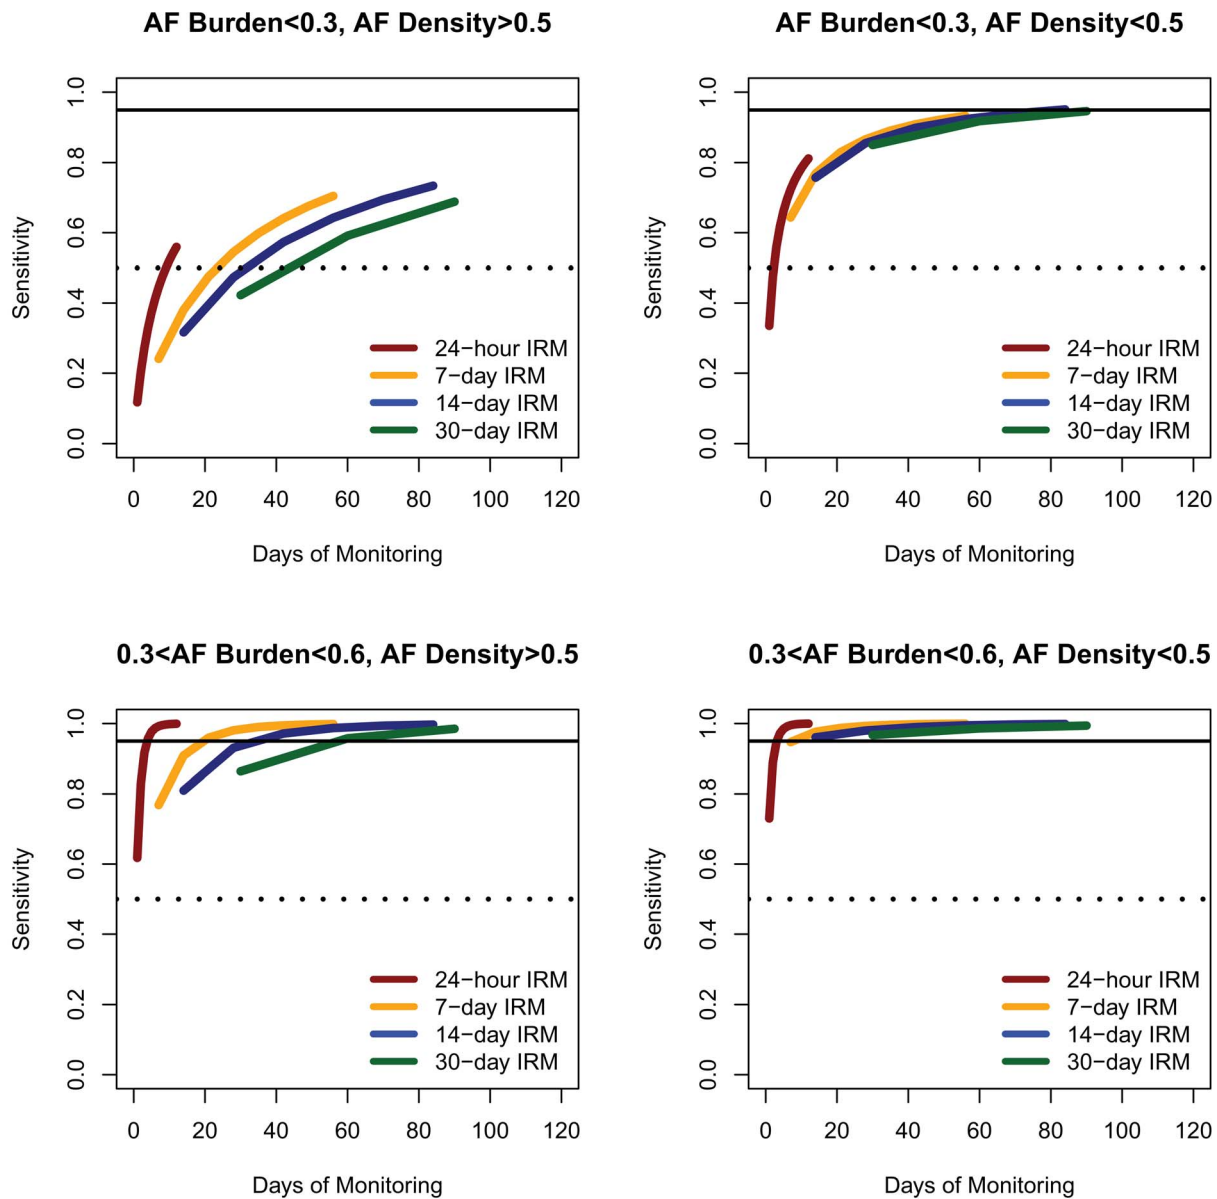 AF Burden<0.3, AF Density>0.5
Sensitivity
1.0
0.8
0.6
0.4
0.2
0.0
24−hour IRM
7−day IRM
14−day IRM
30−day IRM
0 20 40 60 80 100 120
Days of Monitoring
AF Burden<0.3, AF Density<0.5
Sensitivity
1.0
0.8
0.6
0.4
0.2
0.0
24−hour IRM
7−day IRM
14−day IRM
30−day IRM
0 20 40 60 80 100 120
Days of Monitoring
0.3<AF Burden<0.6, AF Density>0.5
Sensitivity
1.0
0.8
0.6
0.4
0.2
0.0
24−hour IRM
7−day IRM
14−day IRM
30−day IRM
0 20 40 60 80 100 120
Days of Monitoring
0.3<AF Burden<0.6, AF Density<0.5
Sensitivity
1.0
0.8
0.6
0.4
0.2
0.0
24−hour IRM
7−day IRM
14−day IRM
30−day IRM
0 20 40 60 80 100 120
Days of Monitoring